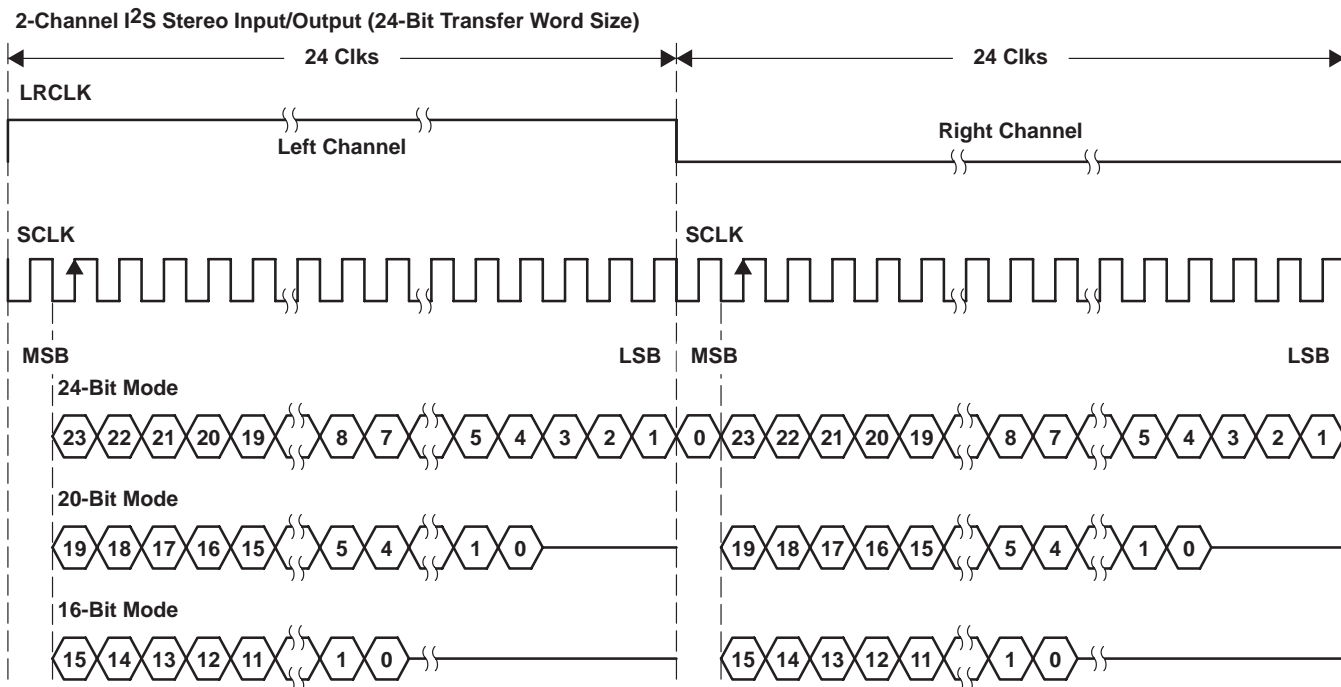 2-Channel I2S Stereo Input/Output (24-Bit Transfer Word Size)
24 Clks 24 Clks
LRCLK
Left Channel Right Channel
SCLK SCLK
MSB LSB MSB LSB
24-Bit Mode
23 22 21 20 19 8 7 5 4 3 2 1 0 23 22 21 20 19 8 7 5 4 3 2 1
20-Bit Mode
19 18 17 16 15 5 4 1 0 19 18 17 16 15 5 4 1 0
16-Bit Mode
15 14 13 12 11 1 0 15 14 13 12 11 1 0